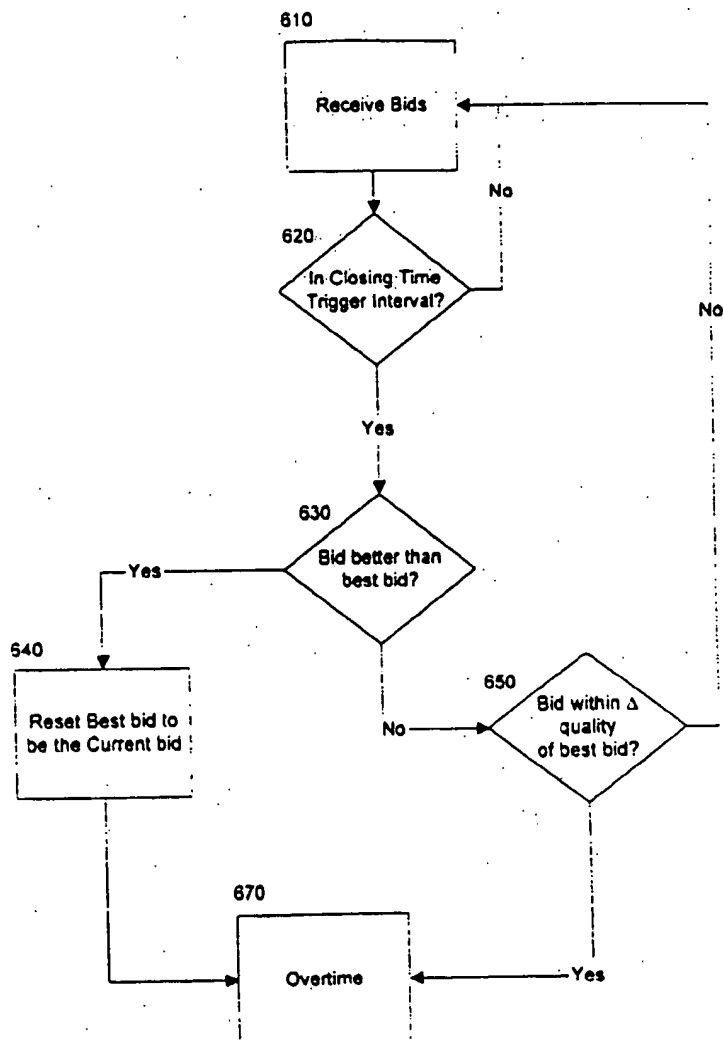 610
Receive Bids
No
620
In Closing Time
Trigger Interval?
No
Yes
630
Bid better than
best bid?
Yes
640
Reset Best bid to
be the Current bid
650
Bid within Δ
quality
of best bid?
No
670
Overtime
Yes